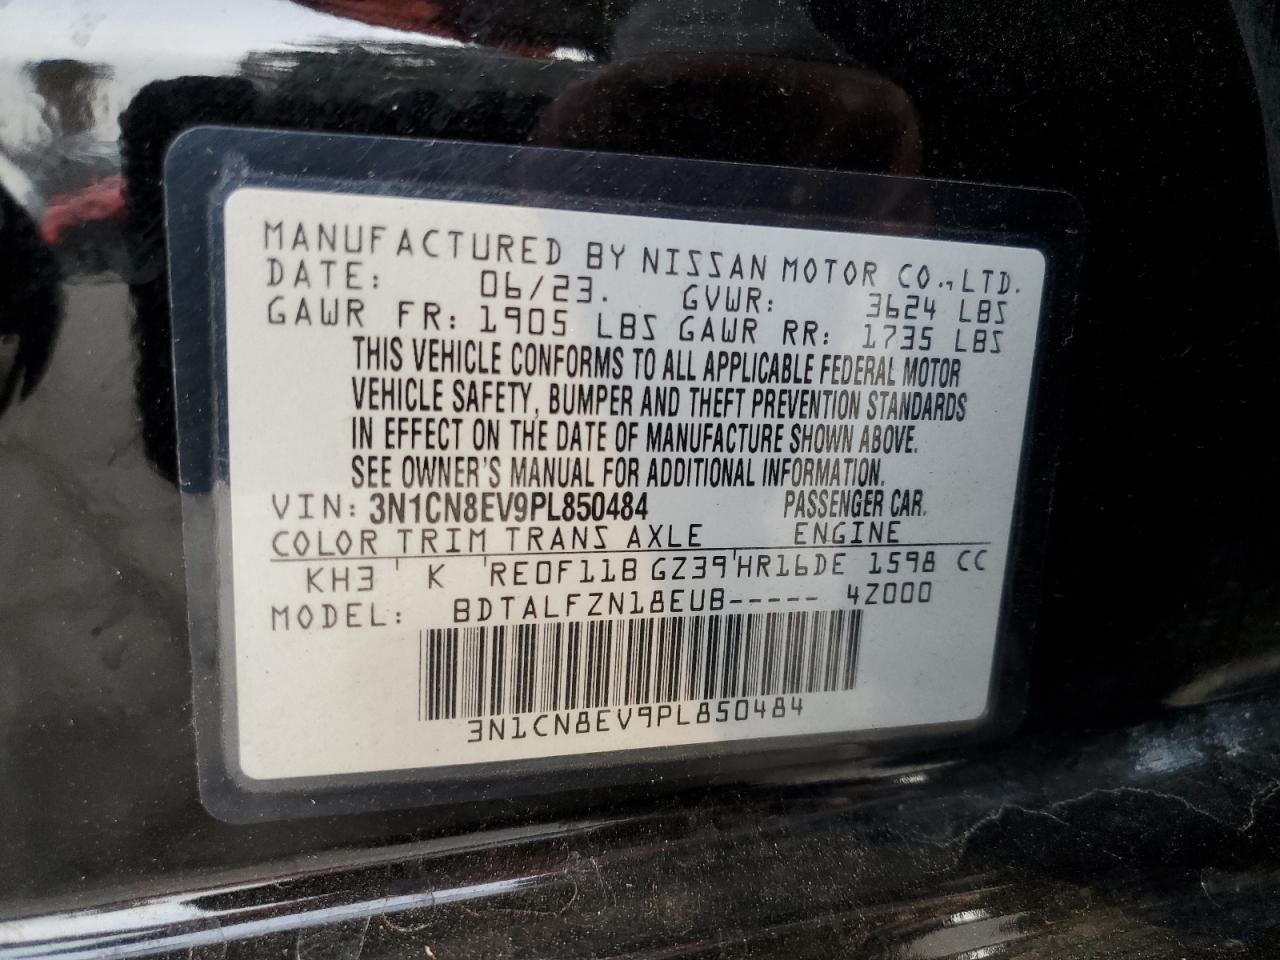 MANUFACTURED BY NISSAN MOTOR CO., LTD.
DATE: 06/23. GVWR: 3624 LBS
GAWR FR: 1905 LBS GAWR RR: 1735 LBS
THIS VEHICLE CONFORMS TO ALL APPLICABLE FEDERAL MOTOR
VEHICLE SAFETY, BUMPER AND THEFT PREVENTION STANDARDS
IN EFFECT ON THE DATE OF MANUFACTURE SHOWN ABOVE.
SEE OWNER'S MANUAL FOR ADDITIONAL INFORMATION.
VIN: 3N1CN8EV9PL850484 PASSENGER CAR.
COLOR TRIM TRANS AXLE ENGINE
KH3 ' K 'RE0F11B GZ39'HR16DE 1598 CC
MODEL: BDTALFZN18EUB----- 4Z000
3N1CN8EV9PL850484